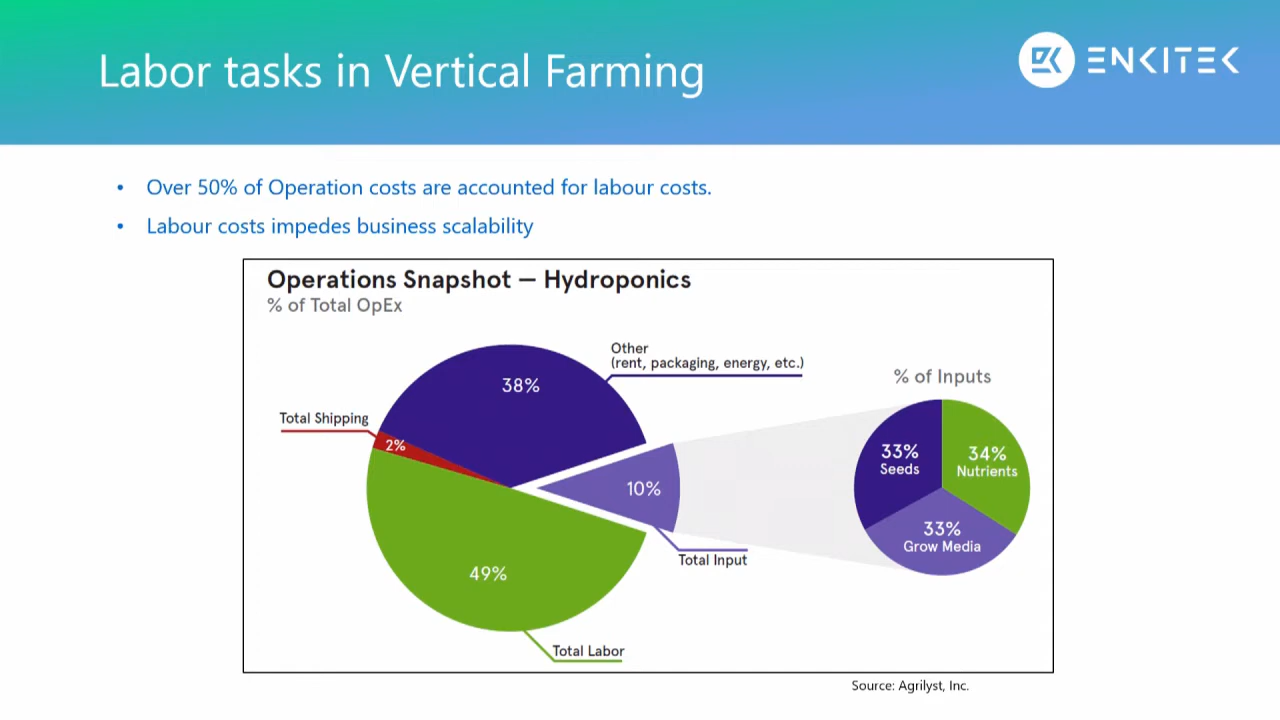 Labor tasks in Vertical Farming
ENKITEK
• Over 50% of Operation costs are accounted for labour costs.
• Labour costs impedes business scalability
Operations Snapshot — Hydroponics
% of Total OpEx
Other
(rent, packaging, energy, etc.)
38%
% of Inputs
Total Shipping
2%
33%
Seeds
34%
Nutrients
10%
33%
Grow Media
Total Input
49%
Total Labor
Source: Agrilyst, Inc.